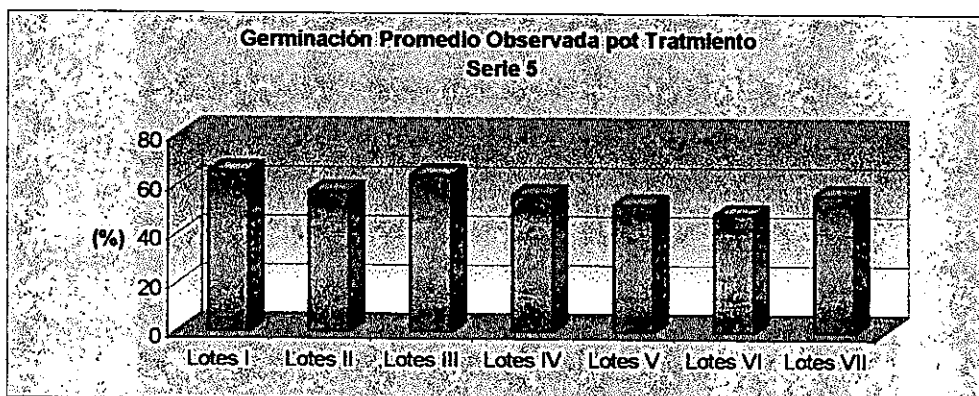 Germinación Promedio Observada pot Tratmiento
Serie 5
80
60
40
20
0
(%)
Lotes I Lotes II Lotes III Lotes IV Lotes V Lotes VI Lotes VII